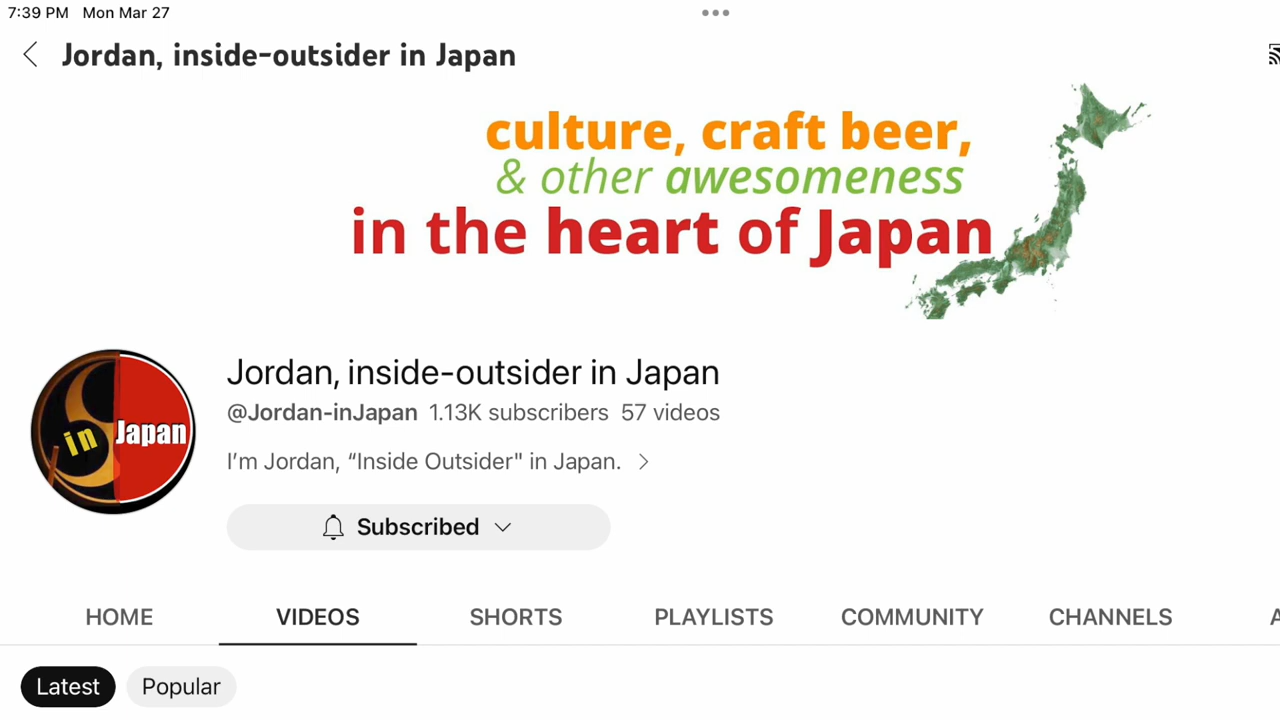 7:39 PM Mon Mar 27
Jordan, inside-outsider in Japan
culture, craft beer,
& other awesomeness
in the heart of Japan
in Japan
Jordan, inside-outsider in Japan
@Jordan-inJapan 1.13K subscribers 57 videos
I'm Jordan, “Inside Outsider" in Japan.
Subscribed
HOME VIDEOS SHORTS PLAYLISTS COMMUNITY CHANNELS
Latest Popular